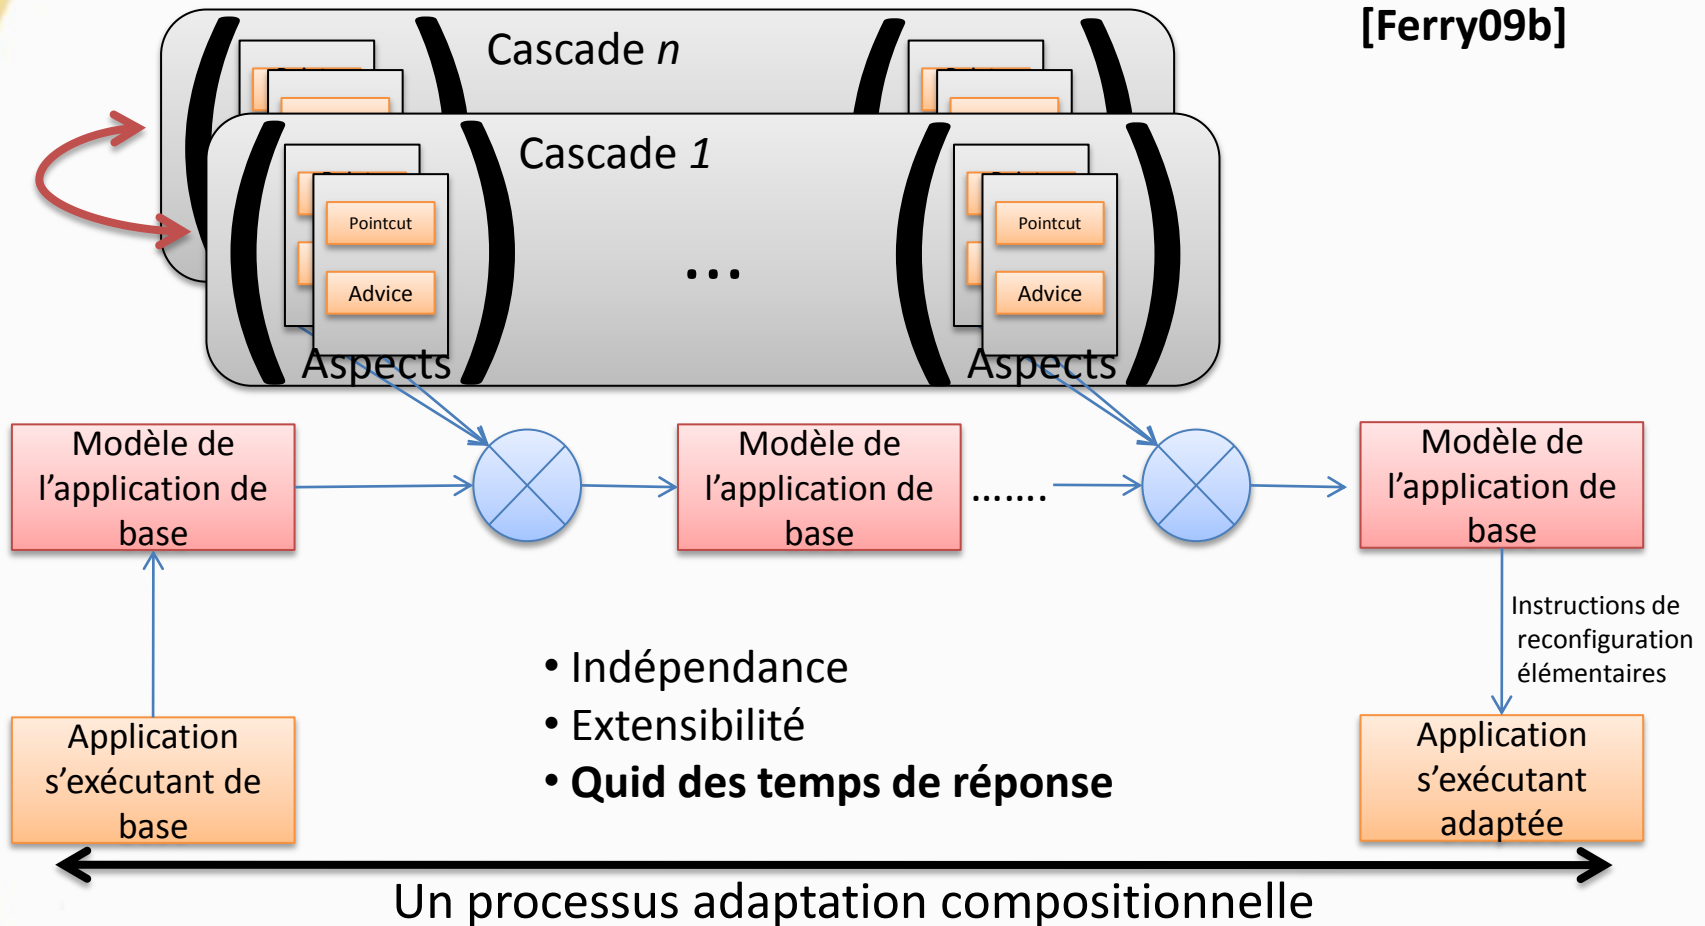 [Ferry09b]
Cascade n
Cascade 1
Pointcut
Advice
Aspects
...
Pointcut
Advice
Aspects
Modèle de
l’application de
base
Modèle de
l’application de
base
.......
Modèle de
l’application de
base
Instructions de
reconfiguration
élémentaires
• Indépendance
• Extensibilité
• Quid des temps de réponse
Application
s’exécutant de
base
Application
s’exécutant
adaptée
Un processus adaptation compositionnelle